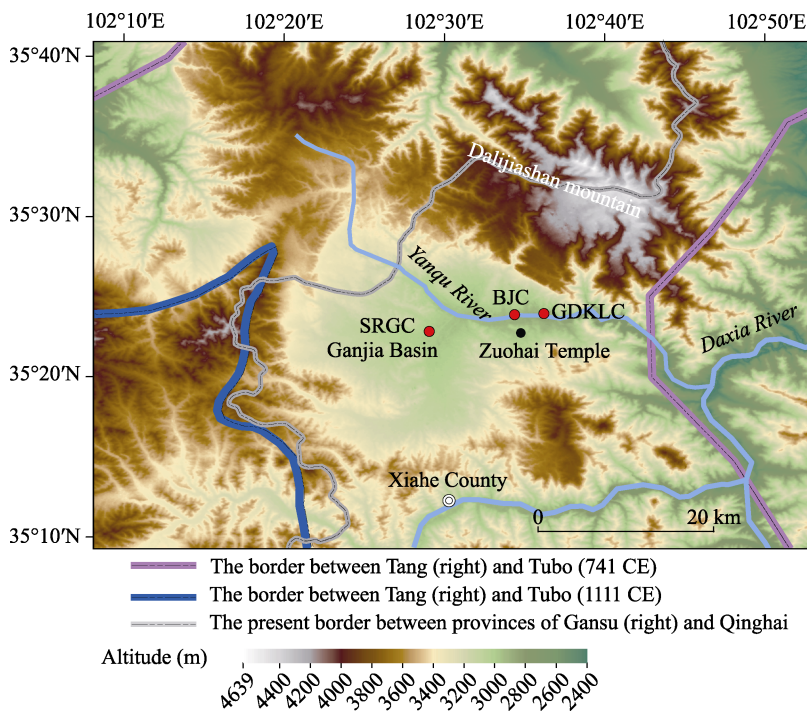 102°10′E 102°20′E 102°30′E 102°40′E 102°50′E
35°40′N
Dalijiashan mountain
35°30′N
Yanqu River
BJC
GDKLC
SRGC
Ganjia Basin
Zuohai Temple
Daxia River
35°20′N
Xiahe County
0 20 km
35°10′N
The border between Tang (right) and Tubo (741 CE)
The border between Tang (right) and Tubo (1111 CE)
The present border between provinces of Gansu (right) and Qinghai
Altitude (m)
4639 4400 4200 4000 3800 3600 3400 3200 3000 2800 2600 2400